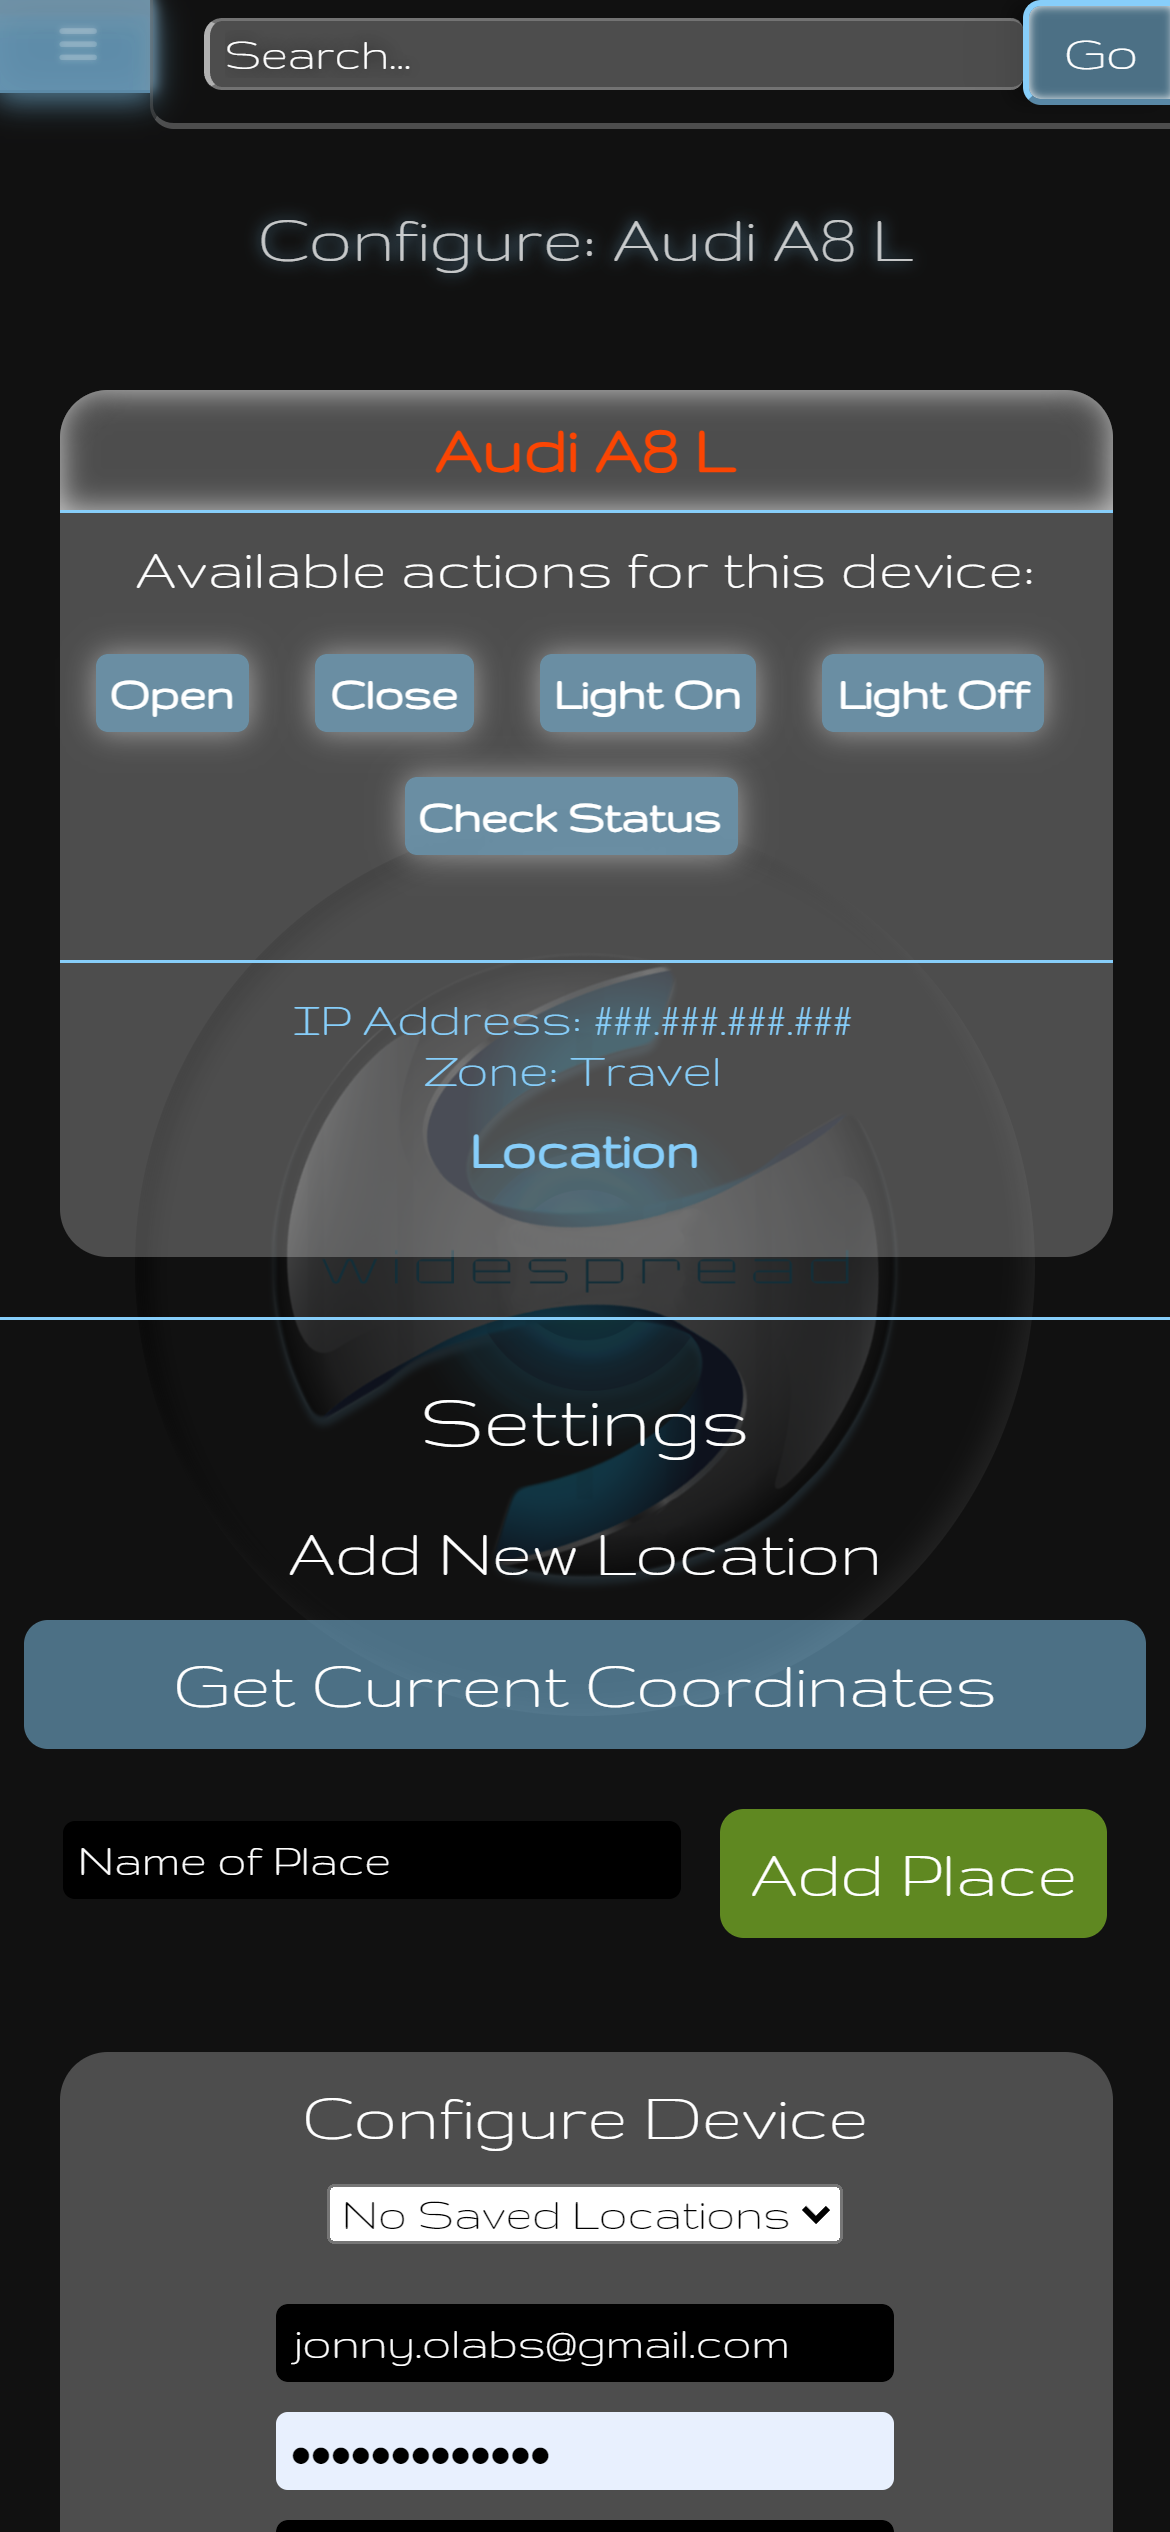 Search...
Go
Configure: Audi A8 L
Audi A8 L
Available actions for this device:
Open Close Light On Light Off
Check Status
IP Address: ###.###.###.###
Zone: Travel
Location
widespread
Settings
Add New Location
Get Current Coordinates
Name of Place
Add Place
Configure Device
No Saved Locations
jonny.olabs@gmail.com
•••••••••••••